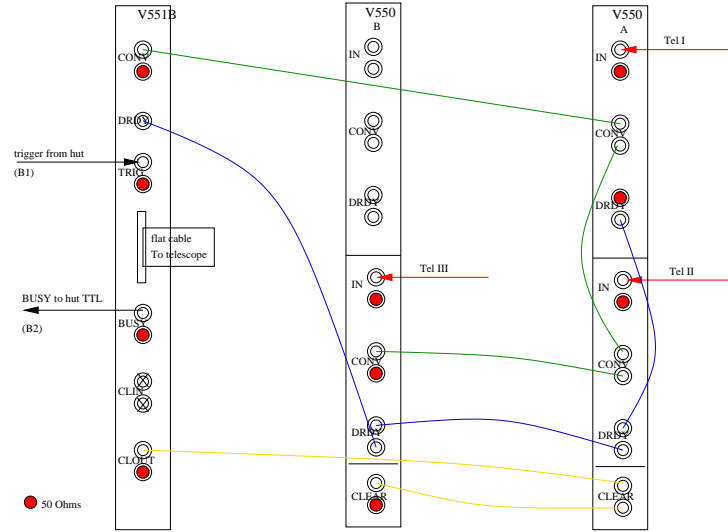 V551B
CONV
DRDY
trigger from hut
(B1)
TRIG
flat cable
To telescope
BUSY to hut TTL
(B2)
BUSY
CLIN
CLOUT
50 Ohms
V550
B
IN
CONV
DRDY
Tel III
IN
CONV
DRDY
CLEAR
V550
A
Tel I
IN
CONV
DRDY
Tel II
IN
CONV
DRDY
CLEAR